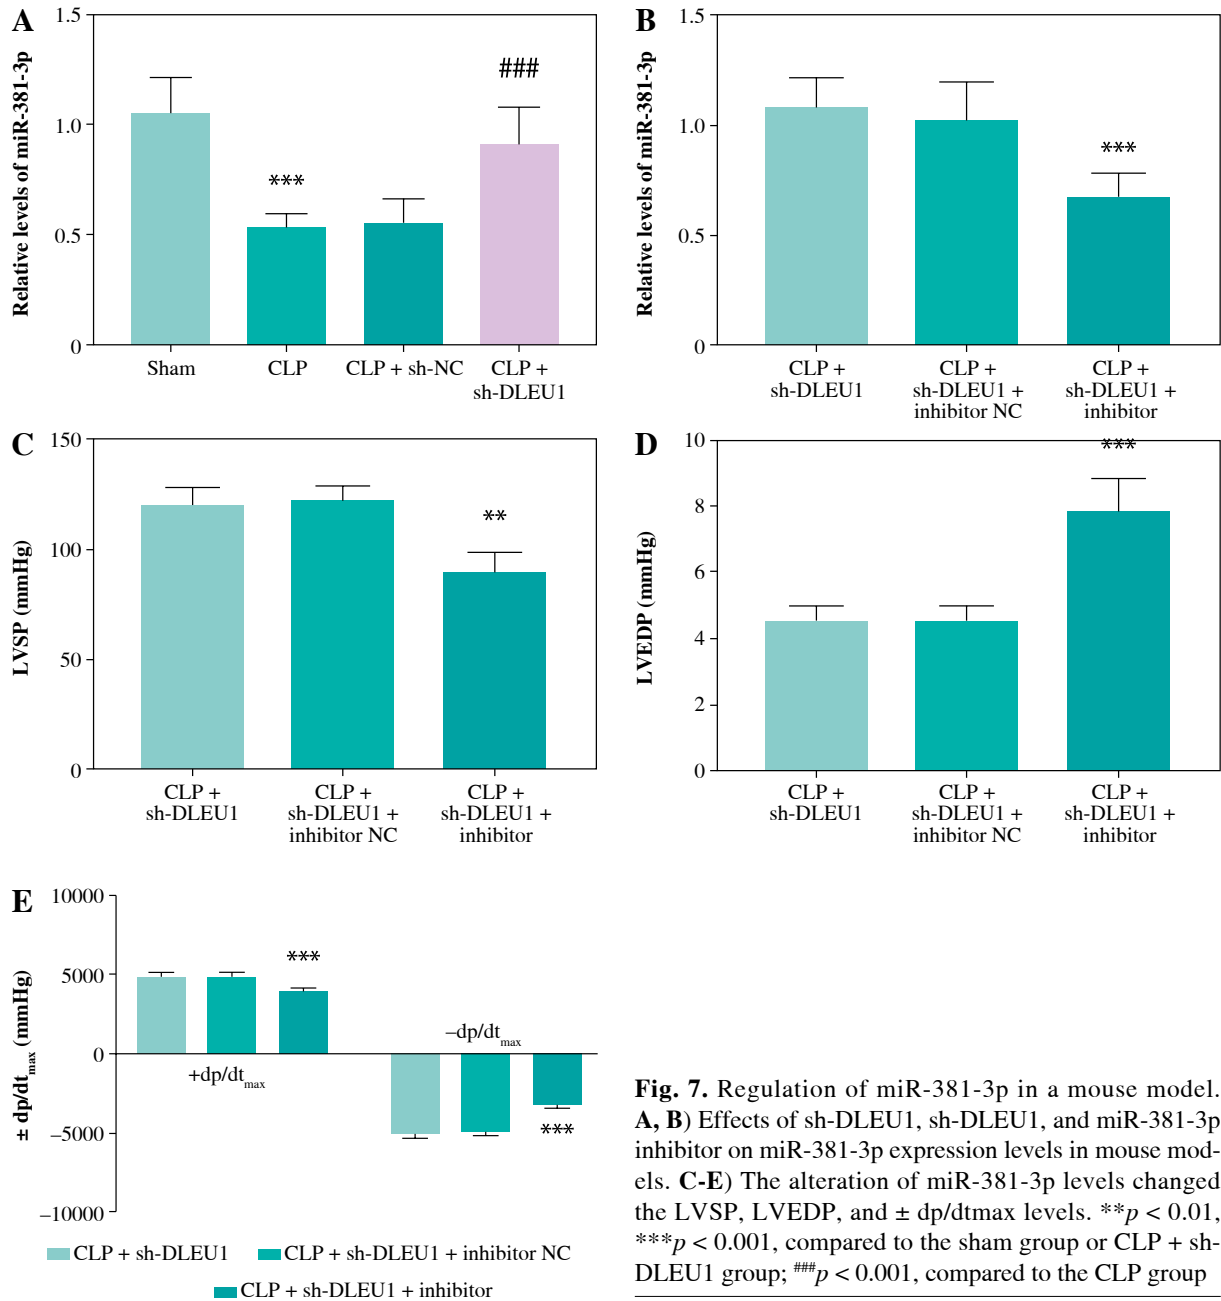 A
Relative levels of miR-381-3p
1.5
1.0
0.5
0
***
###
Sham
CLP
CLP + sh-NC
CLP +
sh-DLEU1
B
Relative levels of miR-381-3p
1.5
1.0
0.5
0
***
CLP +
sh-DLEU1
CLP +
sh-DLEU1 +
inhibitor NC
CLP +
sh-DLEU1 +
inhibitor
C
LVSP (mmHg)
150
100
50
0
**
CLP +
sh-DLEU1
CLP +
sh-DLEU1 +
inhibitor NC
CLP +
sh-DLEU1 +
inhibitor
D
LVEDP (mmHg)
10
8
6
4
2
0
***
CLP +
sh-DLEU1
CLP +
sh-DLEU1 +
inhibitor NC
CLP +
sh-DLEU1 +
inhibitor
E
± dp/dtmax (mmHg)
10000
5000
0
–5000
–10000
***
+dp/dtmax
–dp/dtmax
***
CLP + sh-DLEU1
CLP + sh-DLEU1 + inhibitor NC
CLP + sh-DLEU1 + inhibitor
Fig. 7. Regulation of miR-381-3p in a mouse model.
A, B) Effects of sh-DLEU1, sh-DLEU1, and miR-381-3p
inhibitor on miR-381-3p expression levels in mouse mod-
els. C-E) The alteration of miR-381-3p levels changed
the LVSP, LVEDP, and ± dp/dtmax levels. **p < 0.01,
***p < 0.001, compared to the sham group or CLP + sh-
DLEU1 group; ###p < 0.001, compared to the CLP group